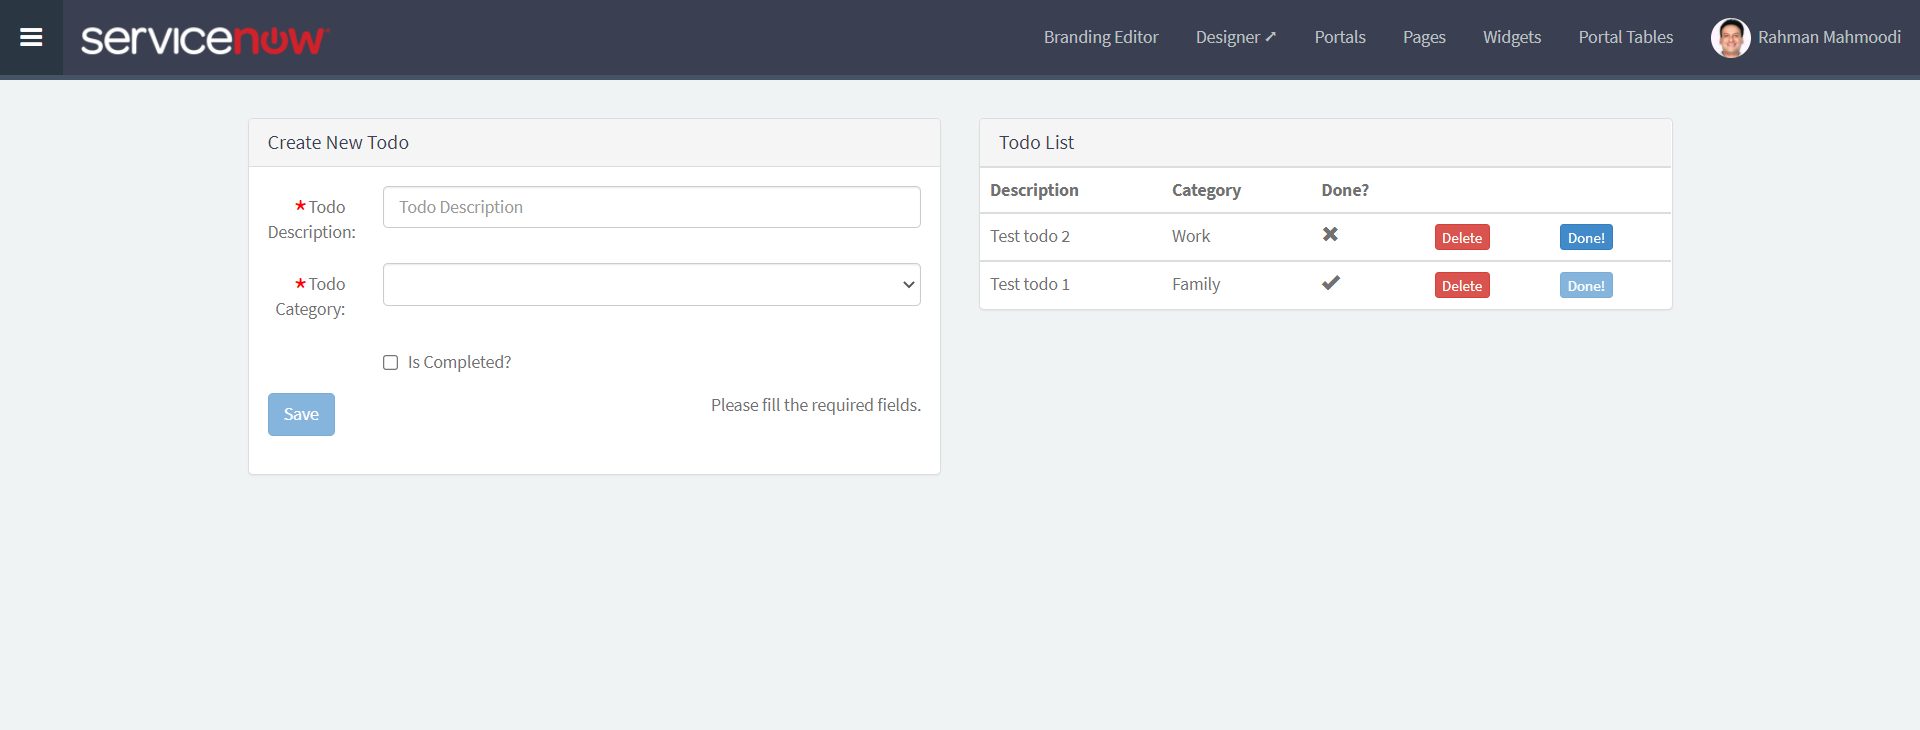 servicenow
Branding Editor Designer Portals Pages Widgets Portal Tables Rahman Mahmoodi
Create New Todo
*Todo Description:
Todo Description
*Todo Category:
Is Completed?
Save
Please fill the required fields.
Todo List
Description Category Done?
Test todo 2 Work Delete Done!
Test todo 1 Family Delete Done!